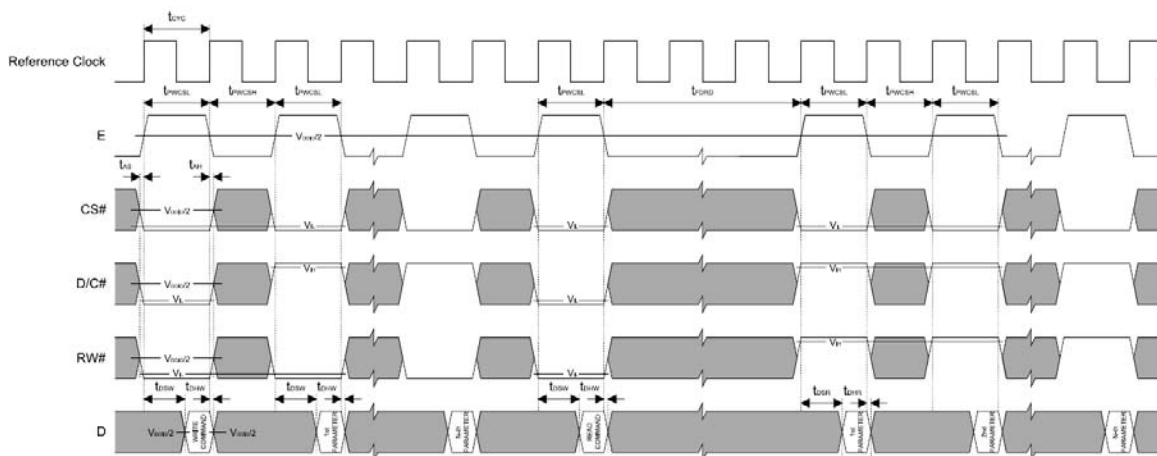 tCYC
Reference Clock
tPWCSL tPWCSH tPWCSL tPWCSL tFDRD tPWCSL tPWCSH tPWCSL
E
VDDIO/2
tAS tAH
CS#
VDDIO/2
VIL VIL VIL VIL
D/C#
VIH VIH VIH
VDDIO/2
VIL VIL
RW#
VIH
VDDIO/2
VIL VIL
tDSW tDHW tDSW tDHW tDSW tDHW tDSR tDHR
D
VDDIO/2
WRITE COMMAND
VDDIO/2
1st PARAMETER
n-th PARAMETER
READ COMMAND
1st PARAMETER
2nd PARAMETER
n-th PARAMETER